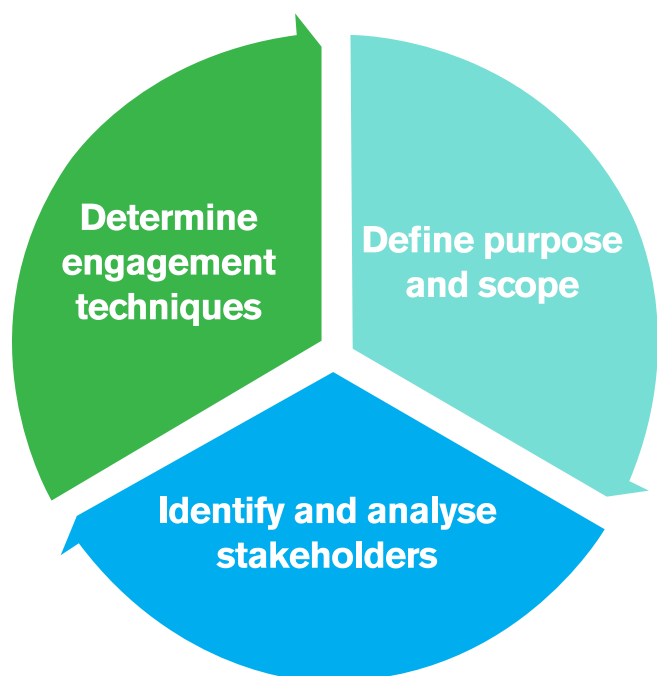 Determine
engagement
techniques
Define purpose
and scope
Identify and analyse
stakeholders